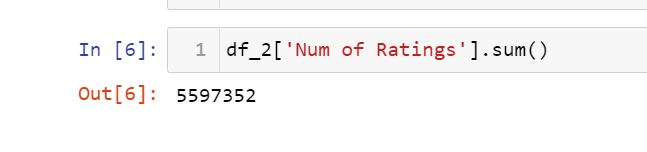 In [6]: 1 df_2['Num of Ratings'].sum()
Out[6]: 5597352